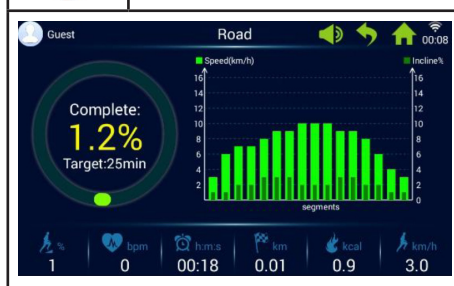 Guest
Road
00:08
Speed(km/h)
Incline%
16
14
12
10
8
6
4
2
16
14
12
10
8
6
4
2
0
segments
Complete:
1.2%
Target:25min
%
bpm
h:m:s
km
kcal
km/h
1
0
00:18
0.01
0.9
3.0